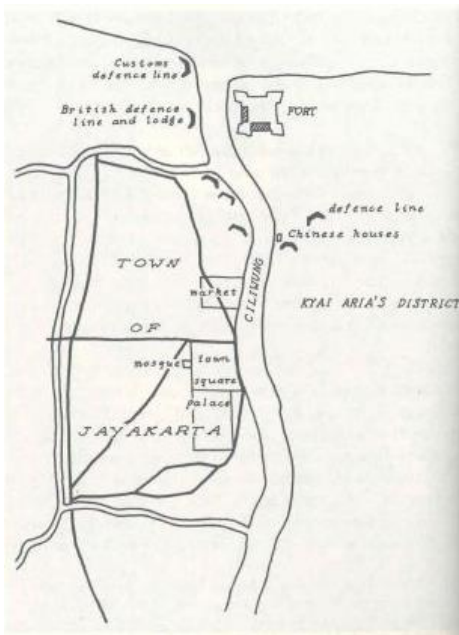 Customs
defence line
British defence
line and lodge
FORT
defence line
Chinese houses
TOWN
market
CILIWUNG
KYAI ARIA'S DISTRICT
OF
mosque
town
square
palace
JAYAKARTA